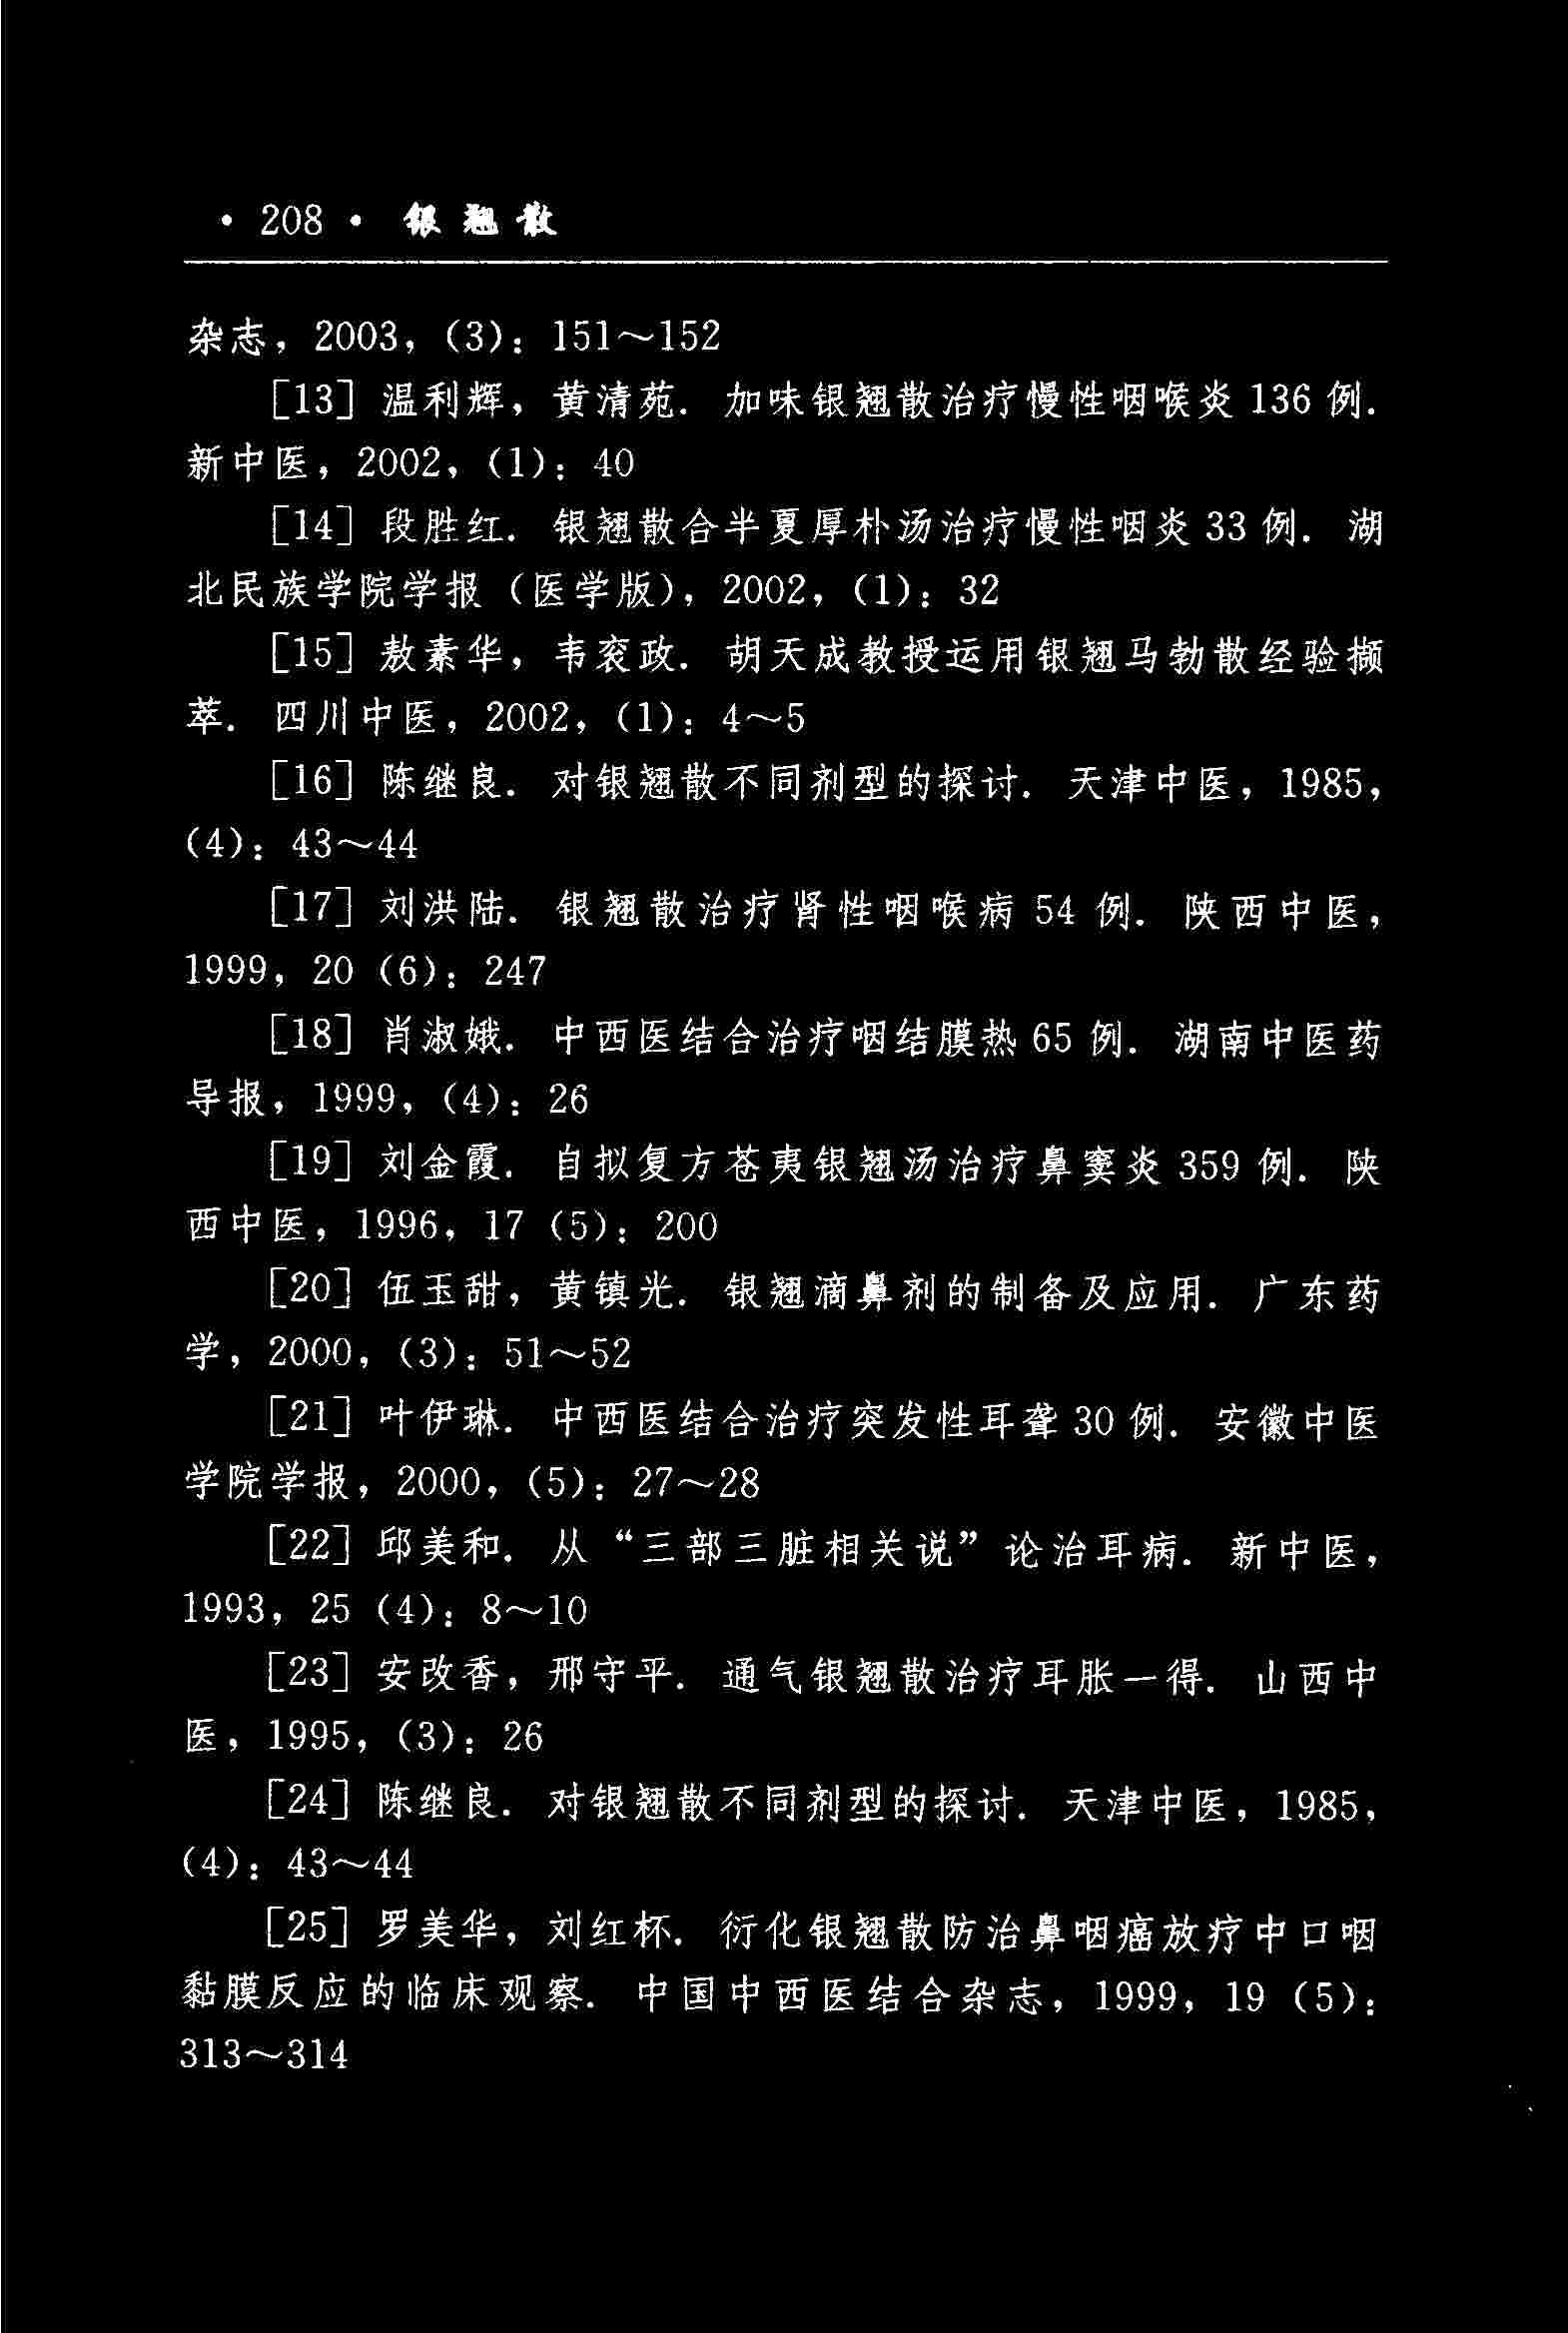 · 208 · 银翘散
杂志，2003，（3）：151～152
［13］温利辉，黄清苑．加味银翘散治疗慢性咽喉炎 136 例．
新中医，2002，（1）：40
［14］段胜红．银翘散合半夏厚朴汤治疗慢性咽炎 33 例．湖
北民族学院学报（医学版），2002，（1）：32
［15］敖素华，韦衮政．胡天成教授运用银翘马勃散经验撷
萃．四川中医，2002，（1）：4～5
［16］陈继良．对银翘散不同剂型的探讨．天津中医，1985，
（4）：43～44
［17］刘洪陆．银翘散治疗肾性咽喉病 54 例．陕西中医，
1999，20（6）：247
［18］肖淑娥．中西医结合治疗咽结膜热 65 例．湖南中医药
导报，1999，（4）：26
［19］刘金霞．自拟复方苍夷银翘汤治疗鼻窦炎 359 例．陕
西中医，1996，17（5）：200
［20］伍玉甜，黄镇光．银翘滴鼻剂的制备及应用．广东药
学，2000，（3）：51～52
［21］叶伊琳．中西医结合治疗突发性耳聋 30 例．安徽中医
学院学报，2000，（5）：27～28
［22］邱美和．从“三部三脏相关说”论治耳病．新中医，
1993，25（4）：8～10
［23］安改香，邢守平．通气银翘散治疗耳胀一得．山西中
医，1995，（3）：26
［24］陈继良．对银翘散不同剂型的探讨．天津中医，1985，
（4）：43～44
［25］罗美华，刘红杯．衍化银翘散防治鼻咽癌放疗中口咽
黏膜反应的临床观察．中国中西医结合杂志，1999，19（5）：
313～314